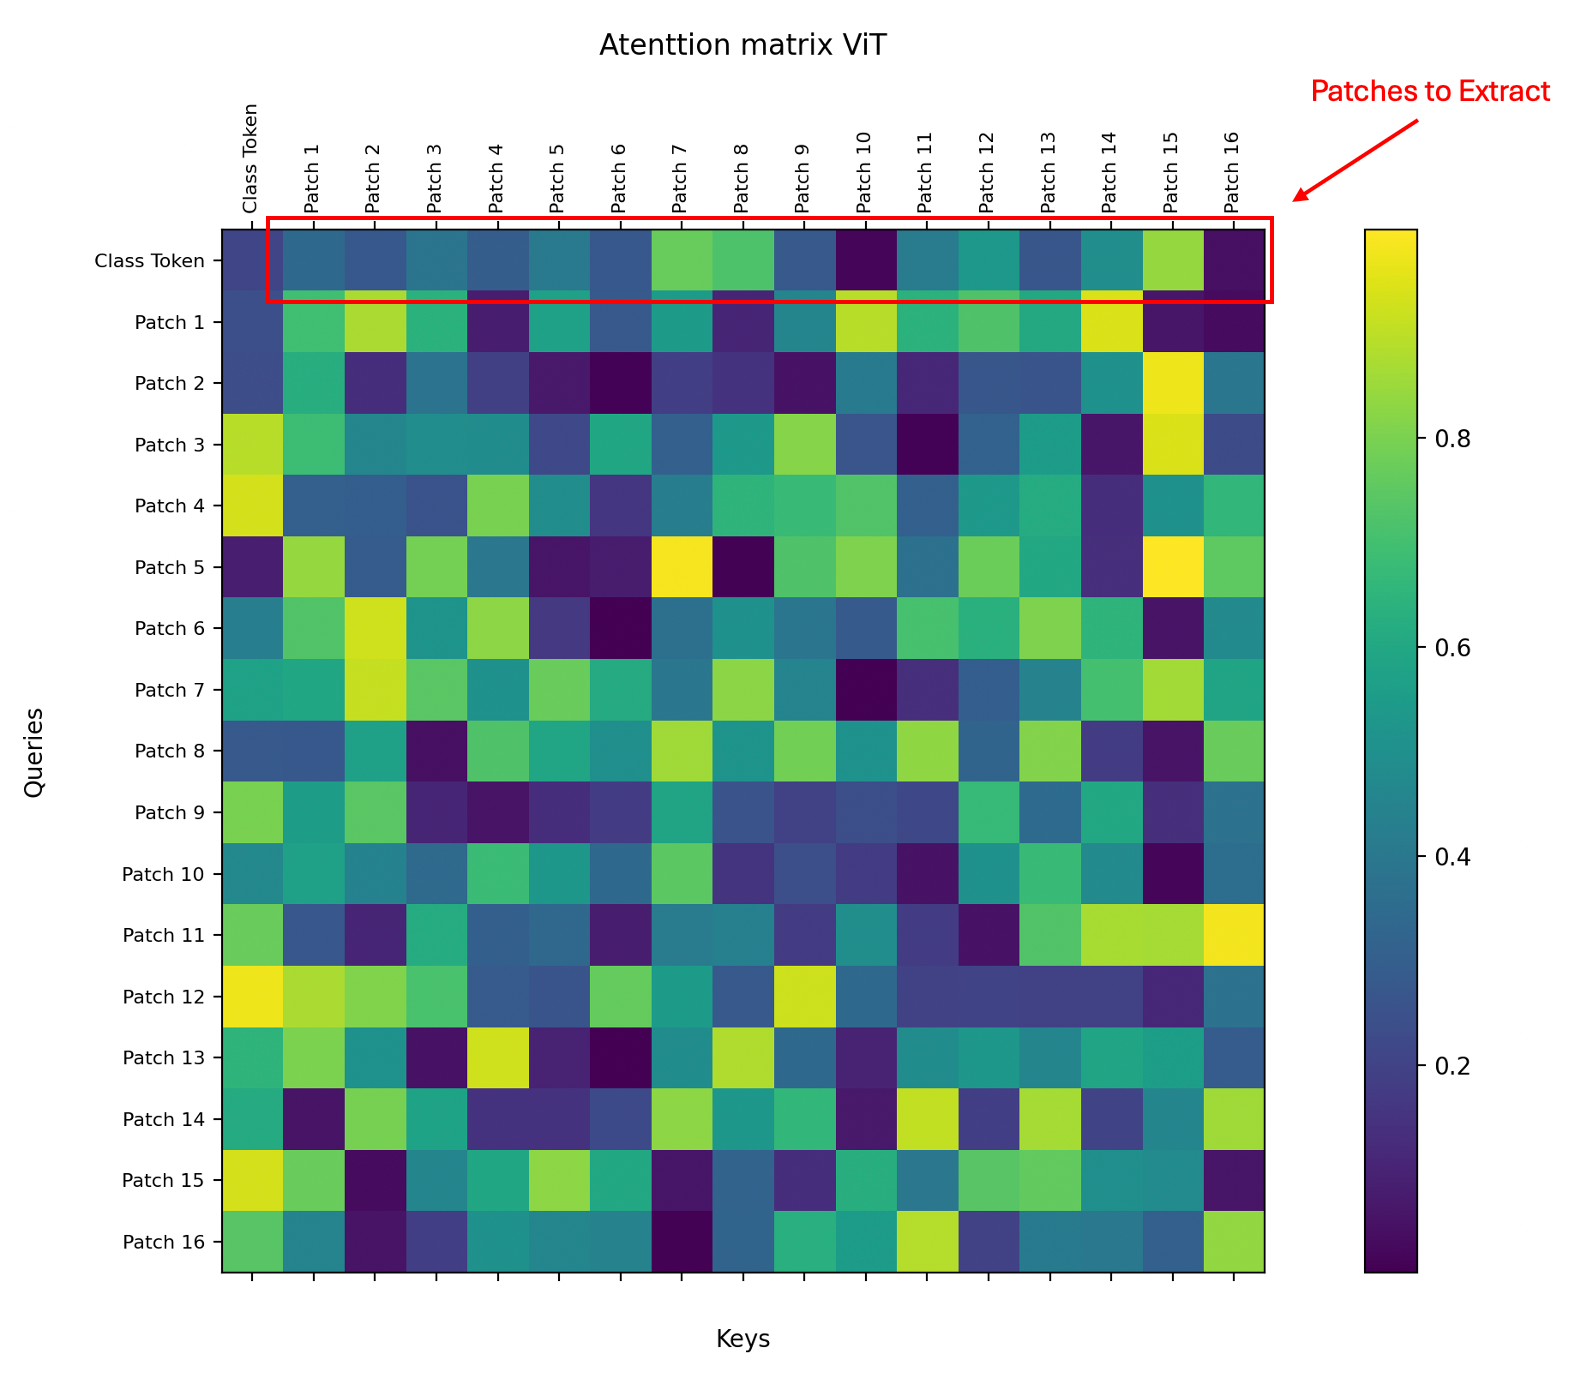 Atenttion matrix ViT
Patches to Extract
Class Token
Patch 1
Patch 2
Patch 3
Patch 4
Patch 5
Patch 6
Patch 7
Patch 8
Patch 9
Patch 10
Patch 11
Patch 12
Patch 13
Patch 14
Patch 15
Patch 16
Class Token
Patch 1
Patch 2
Patch 3
Patch 4
Patch 5
Patch 6
Patch 7
Patch 8
Patch 9
Patch 10
Patch 11
Patch 12
Patch 13
Patch 14
Patch 15
Patch 16
Queries
Keys
0.8
0.6
0.4
0.2